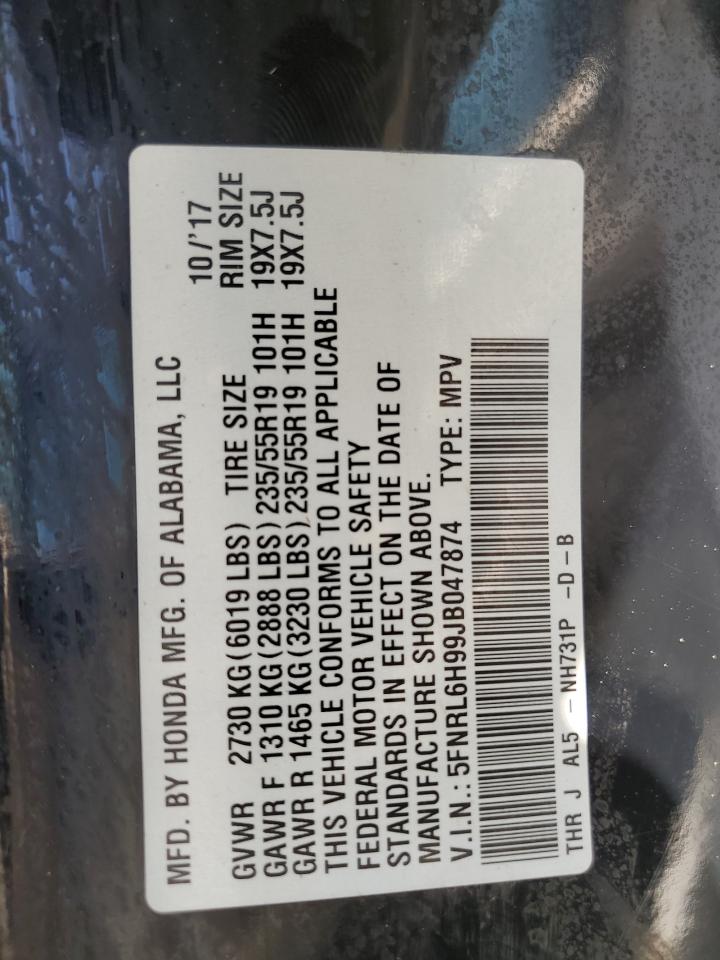 MFD. BY HONDA MFG. OF ALABAMA, LLC
10/'17
GVWR 2730 KG(6019 LBS) TIRE SIZE RIM SIZE
GAWR F 1310 KG(2888 LBS) 235/55R19 101H 19X7.5J
GAWR R 1465 KG(3230 LBS) 235/55R19 101H 19X7.5J
THIS VEHICLE CONFORMS TO ALL APPLICABLE
FEDERAL MOTOR VEHICLE SAFETY
STANDARDS IN EFFECT ON THE DATE OF
MANUFACTURE SHOWN ABOVE.
V.I.N.: 5FNRL6H99JB047874 TYPE: MPV
THR J AL5 - NH731P -D-B